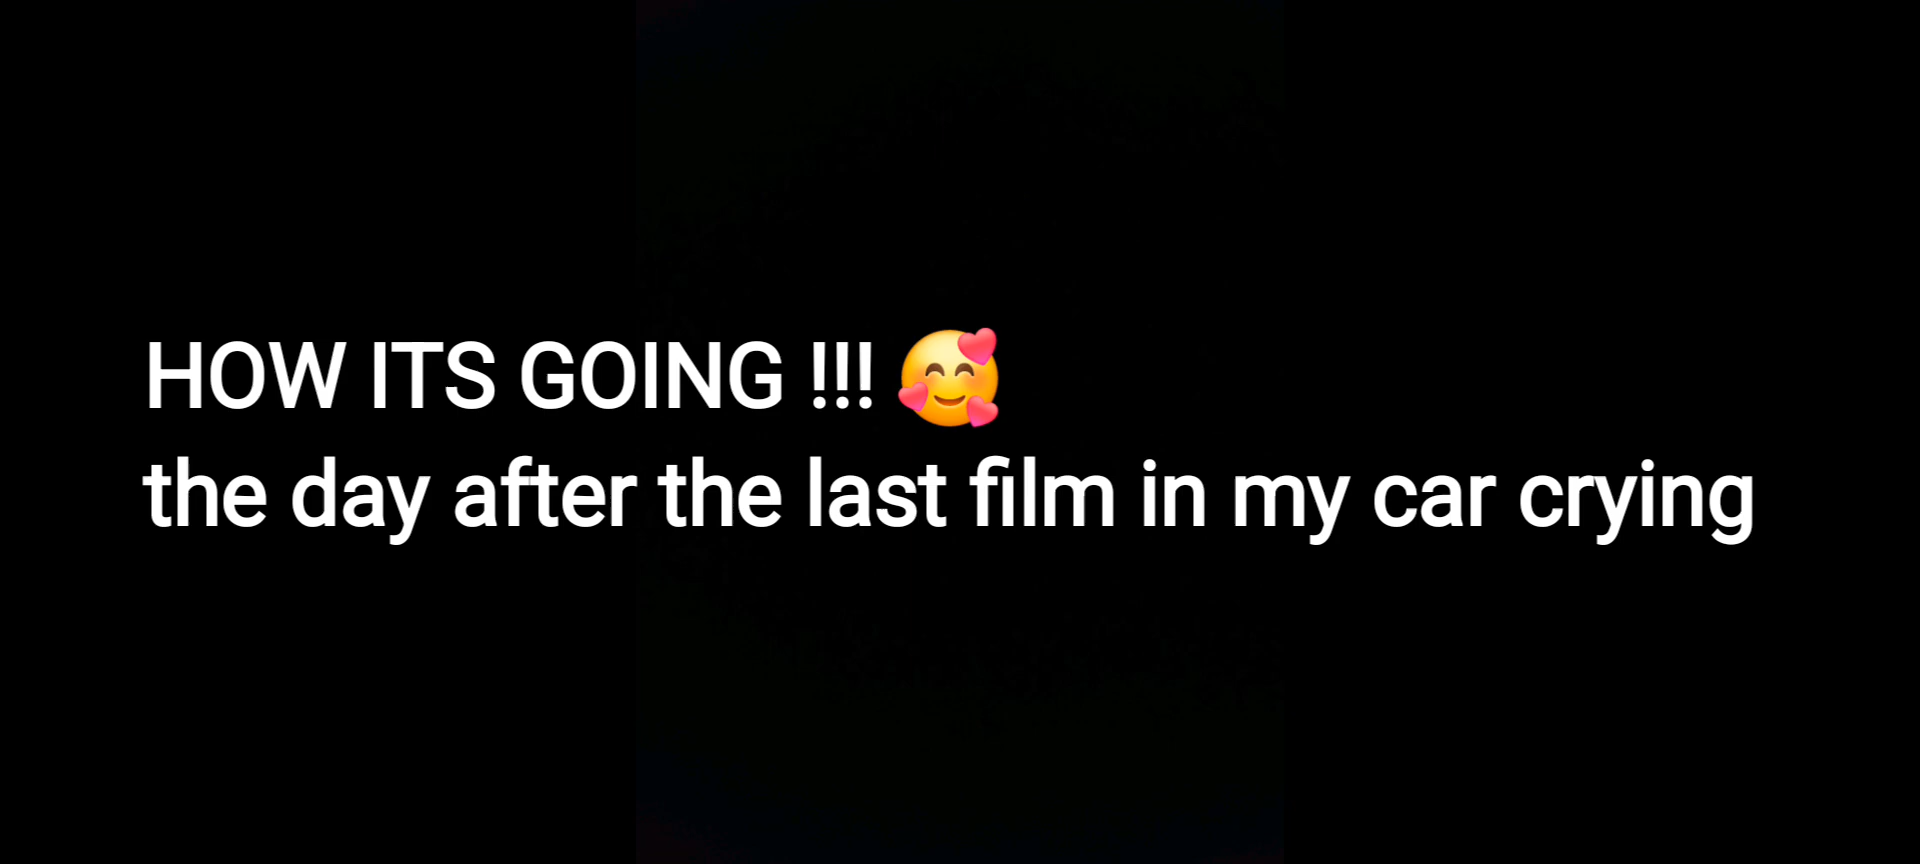 HOW ITS GOING !!! 🥰
the day after the last film in my car crying